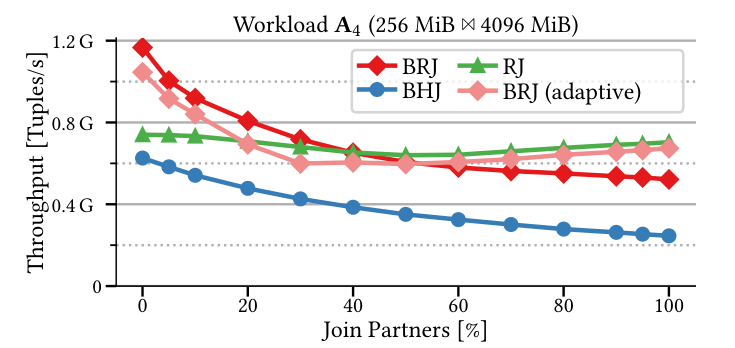 Workload A₄ (256 MiB ⋈ 4096 MiB)
Throughput [Tuples/s]
1.2 G
0.8 G
0.4 G
0
BRJ
RJ
BHJ
BRJ (adaptive)
0 20 40 60 80 100
Join Partners [%]